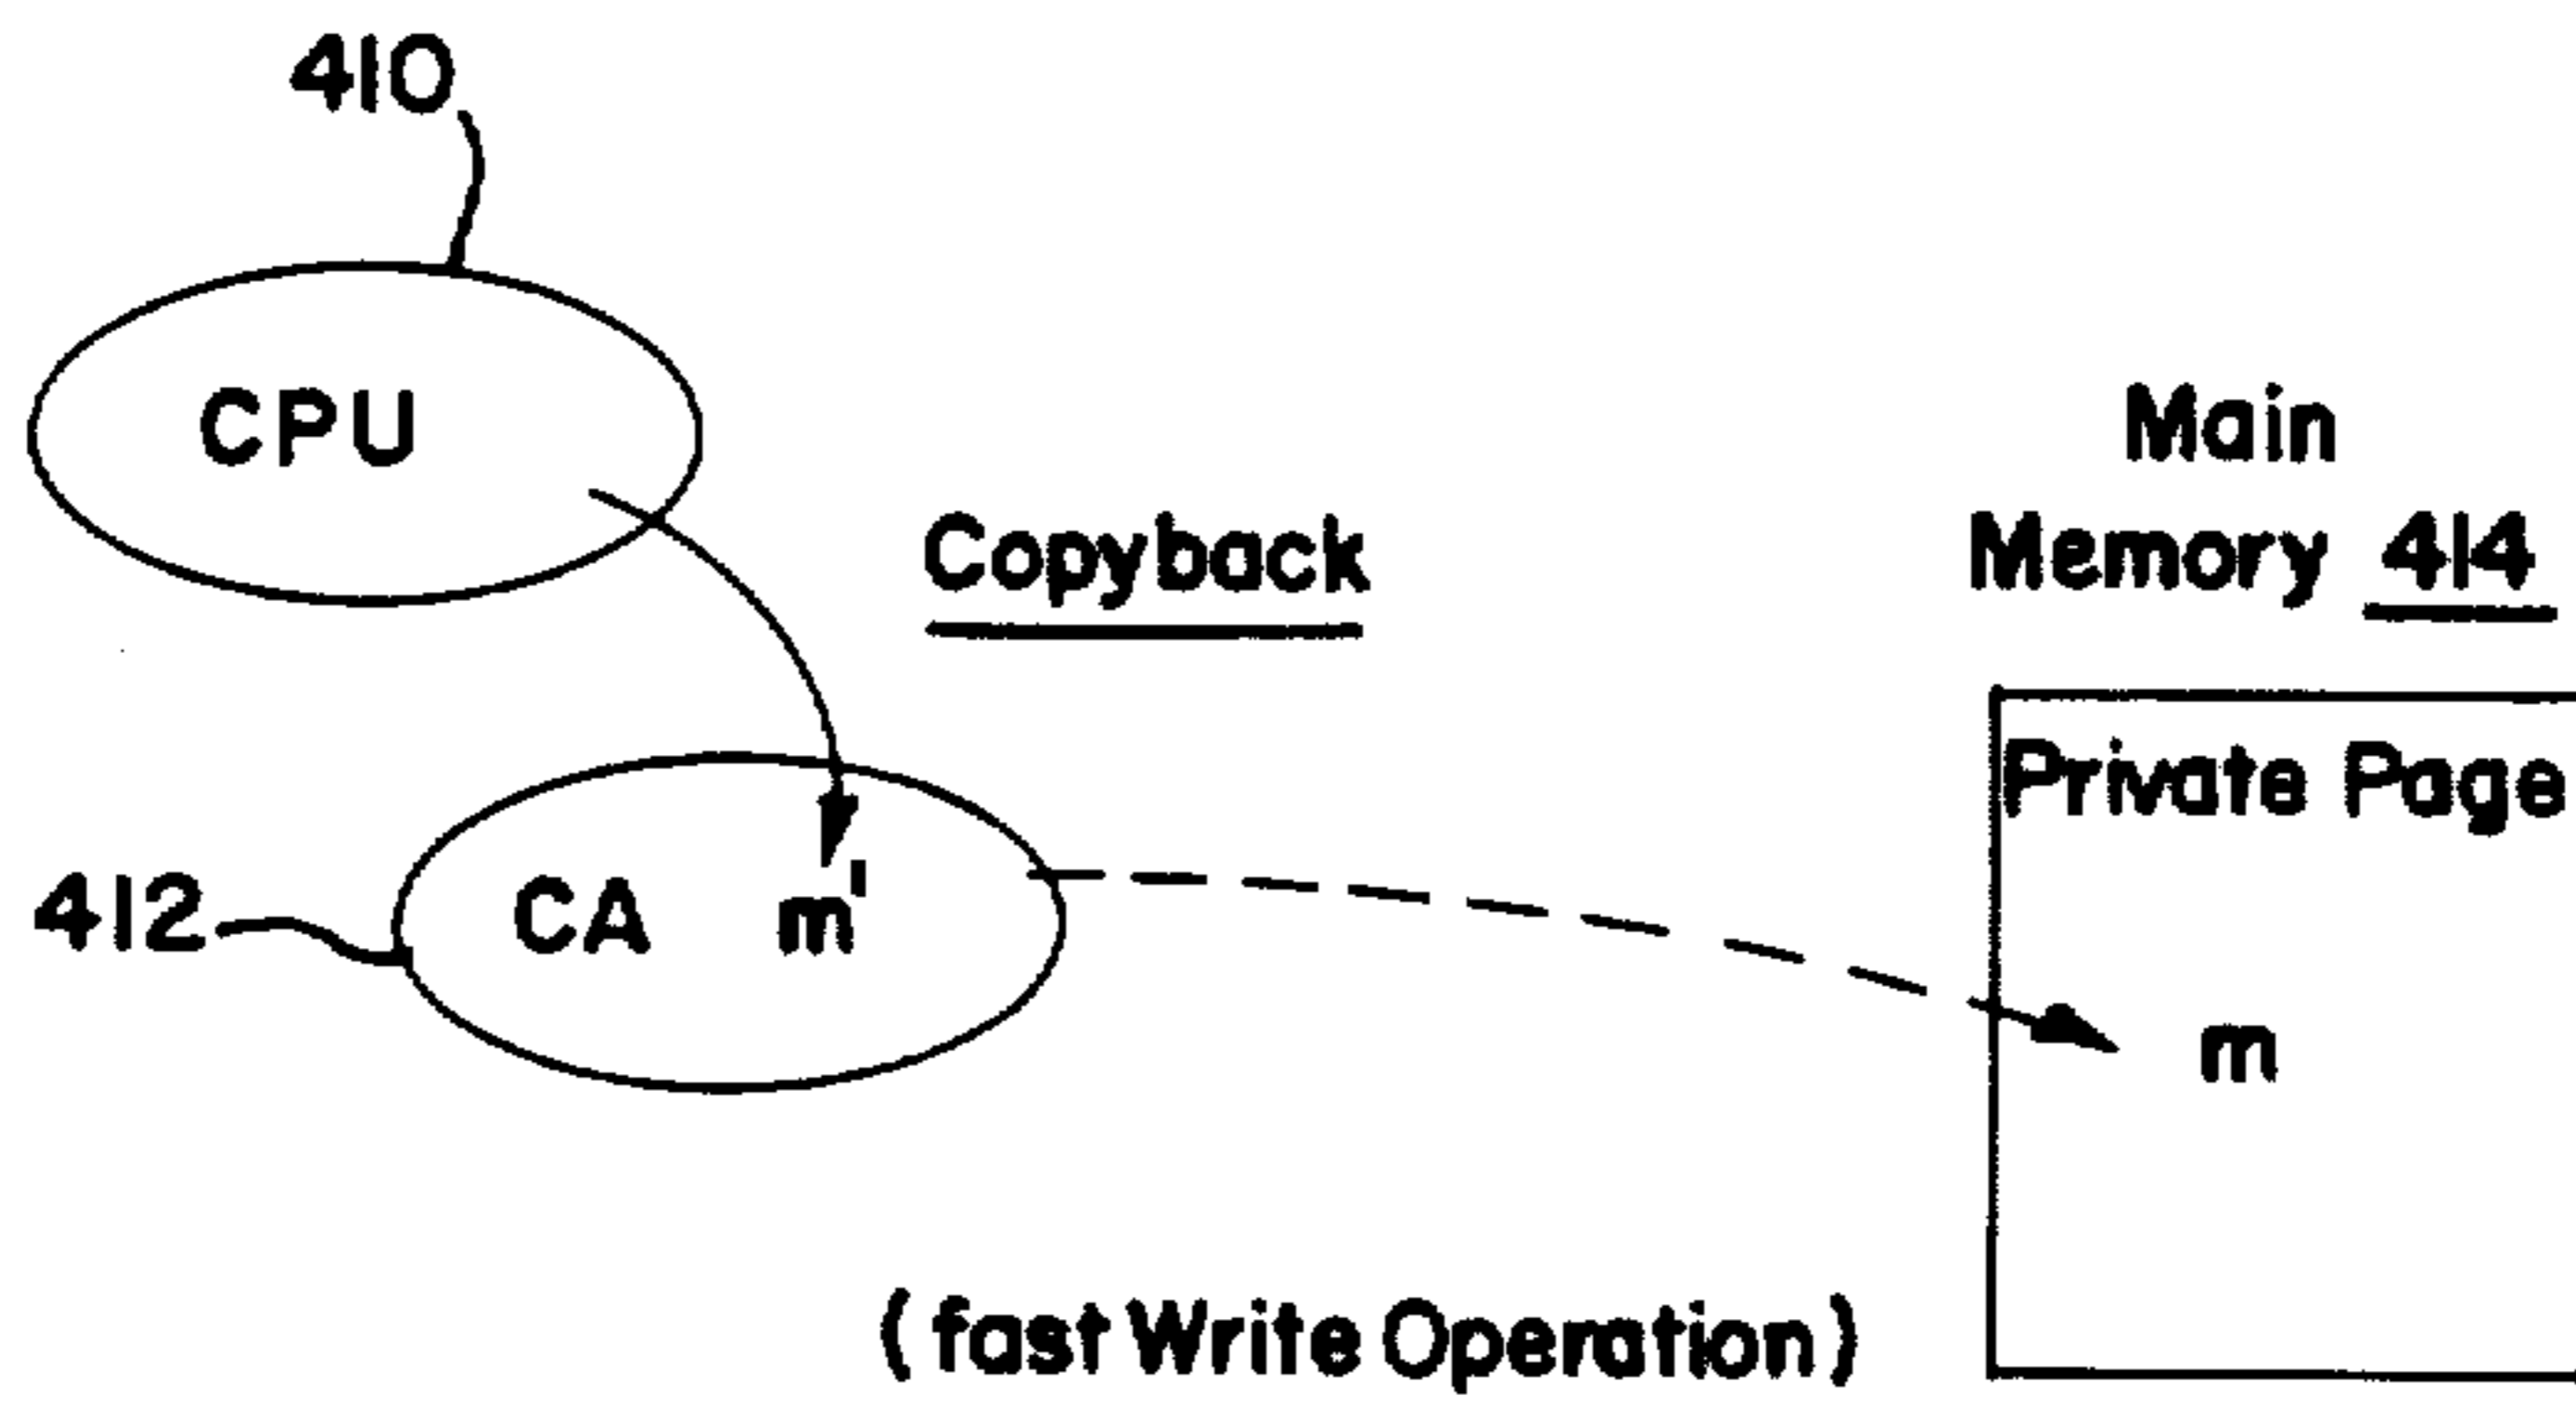 410
CPU
Copyback
Main
Memory 414
Private Page
412
CA m'
m
(fast Write Operation)